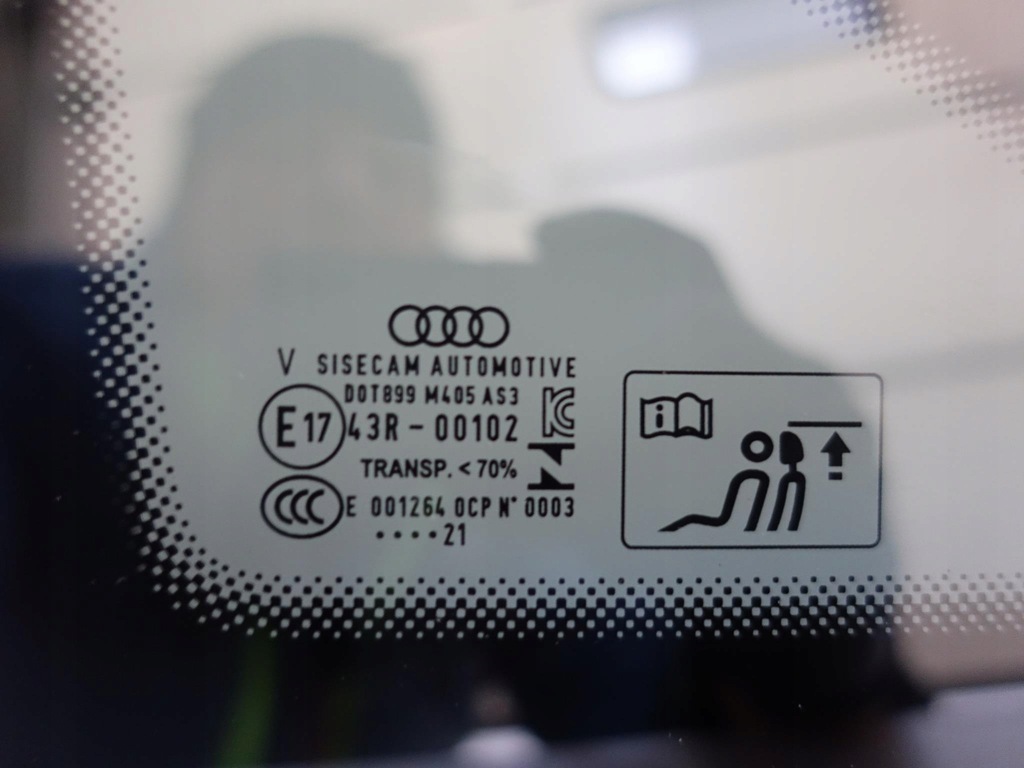 V SISECAM AUTOMOTIVE
DOT899 M405 AS3
E17 43R-00102
TRANSP. <70%
CCC E 001264 OCP N° 0003
....21
i